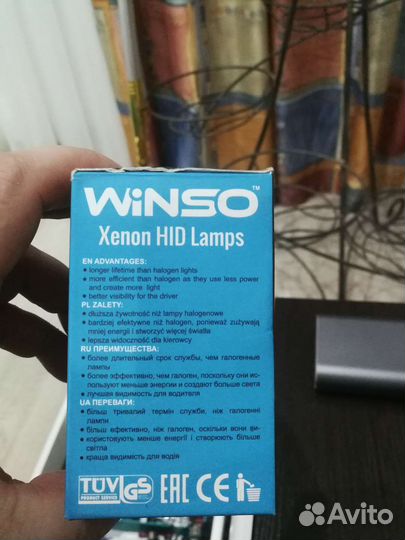 WiNSO™
Xenon HID Lamps
EN ADVANTAGES:
• longer lifetime than halogen lights
• more efficient than halogen as they use less power
and create more light
• better visibility for the driver
PL ZALETY:
• dłuższa żywotność niż lampy halogenowe
• bardziej efektywne niż halogen, ponieważ zużywają
mniej energii i stworzyć więcej światła
• lepsza widoczność dla kierowcy
RU ПРЕИМУЩЕСТВА:
• более длительный срок службы, чем галогенные
лампы
• более эффективно, чем галоген, поскольку они ис-
пользуют меньше энергии и создают больше света
• лучшая видимость для водителя
UA ПЕРЕВАГИ:
• більш тривалий термін служби, ніж галогенні
лампи
• більш ефективно, ніж галоген, оскільки вони ви-
• користовують менше енергії і створюють більше
світла
• краща видимість для водія
TÜV PRODUCT SERVICE GS EAC CE
Avito